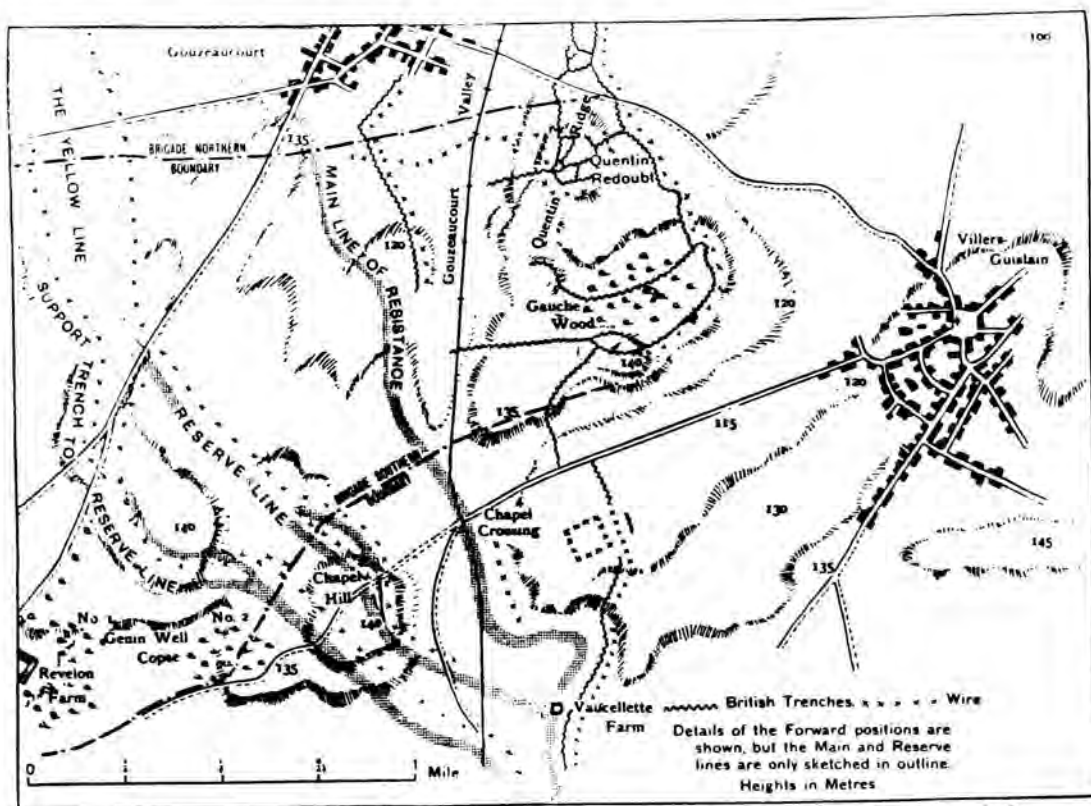 Gouzeaucourt
100
THE YELLOW LINE
Valley
BRIGADE NORTHERN
BOUNDARY
135
Ridge
Quentin
Redoubt
MAIN LINE OF RESISTANCE
120
Gouzeaucourt
Quentin
Villers
Guislain
SUPPORT TRENCH TO
Gauche
Wood
120
140
120
RESERVE LINE
135
115
BRIGADE SOUTHERN
BOUNDARY
Chapel
Crossing
130
145
140
RESERVE LINE
Chapel
Hill
135
140
No 1
No. 2
Genin Well
Copse
135
Revelon
Farm
Vaucellette
Farm
British Trenches
Wire
Details of the Forward positions are
shown, but the Main and Reserve
lines are only sketched in outline.
Heights in Metres
0
1
Mile